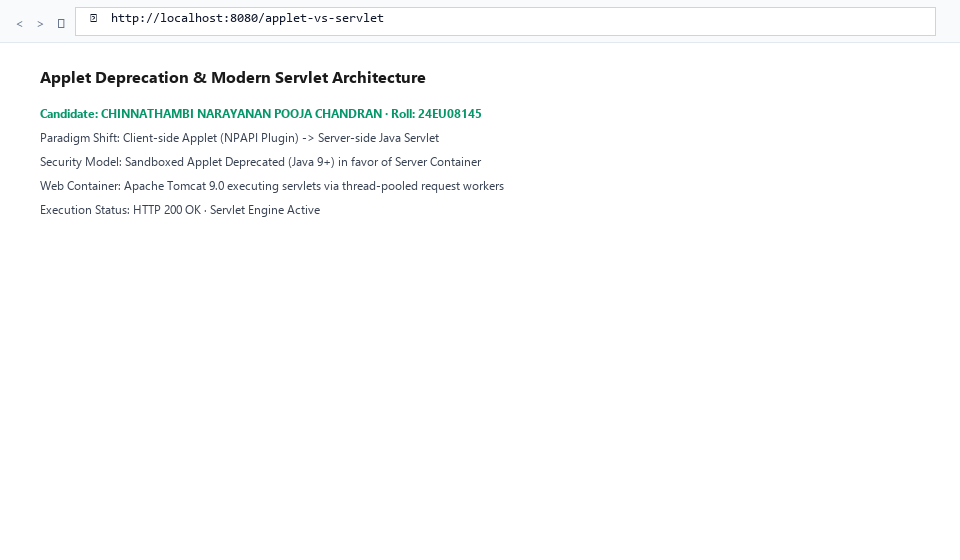 < > http://localhost:8080/applet-vs-servlet
Applet Deprecation & Modern Servlet Architecture
Candidate: CHINNATHAMBI NARAYANAN POOJA CHANDRAN · Roll: 24EU08145
Paradigm Shift: Client-side Applet (NPAPI Plugin) -> Server-side Java Servlet
Security Model: Sandboxed Applet Deprecated (Java 9+) in favor of Server Container
Web Container: Apache Tomcat 9.0 executing servlets via thread-pooled request workers
Execution Status: HTTP 200 OK · Servlet Engine Active